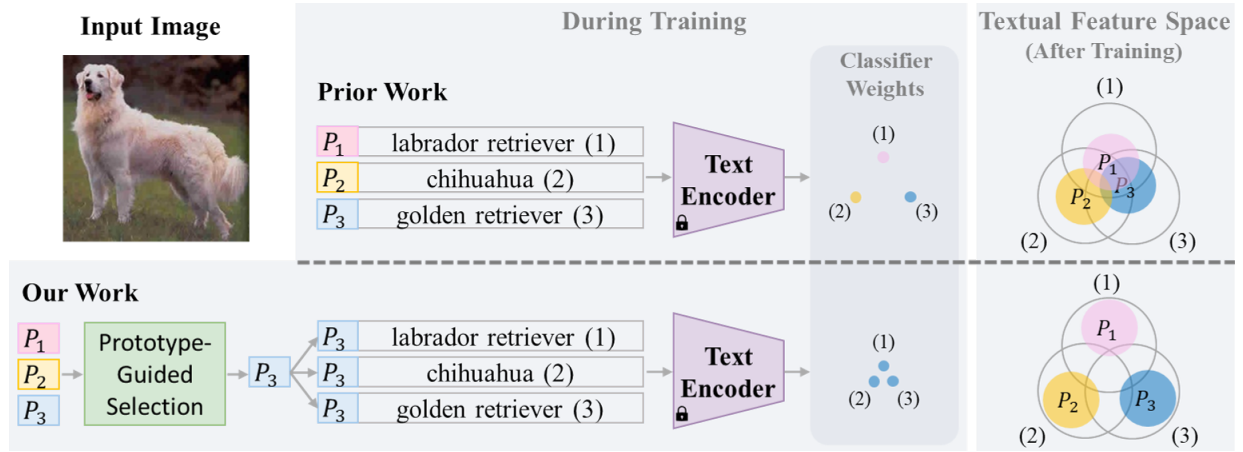 Input Image
During Training
Textual Feature Space
(After Training)
Prior Work
Classifier
Weights
P₁ labrador retriever (1)
P₂ chihuahua (2)
P₃ golden retriever (3)
Text
Encoder
(1)
(2)
(3)
(1)
P₁
P₂
P₃
(2)
(3)
Our Work
P₁
P₂
P₃
Prototype-
Guided
Selection
P₃
P₃ labrador retriever (1)
P₃ chihuahua (2)
P₃ golden retriever (3)
Text
Encoder
(1)
(2)
(3)
(1)
P₁
P₂
P₃
(2)
(3)